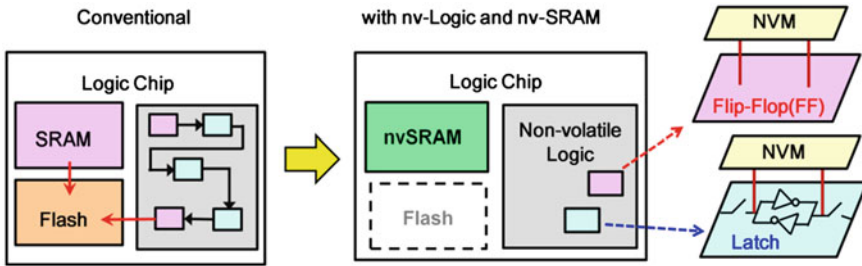 Conventional
with nv-Logic and nv-SRAM
Logic Chip
SRAM
Flash
Logic Chip
nvSRAM
Flash
Non-volatile
Logic
NVM
Flip-Flop(FF)
NVM
Latch